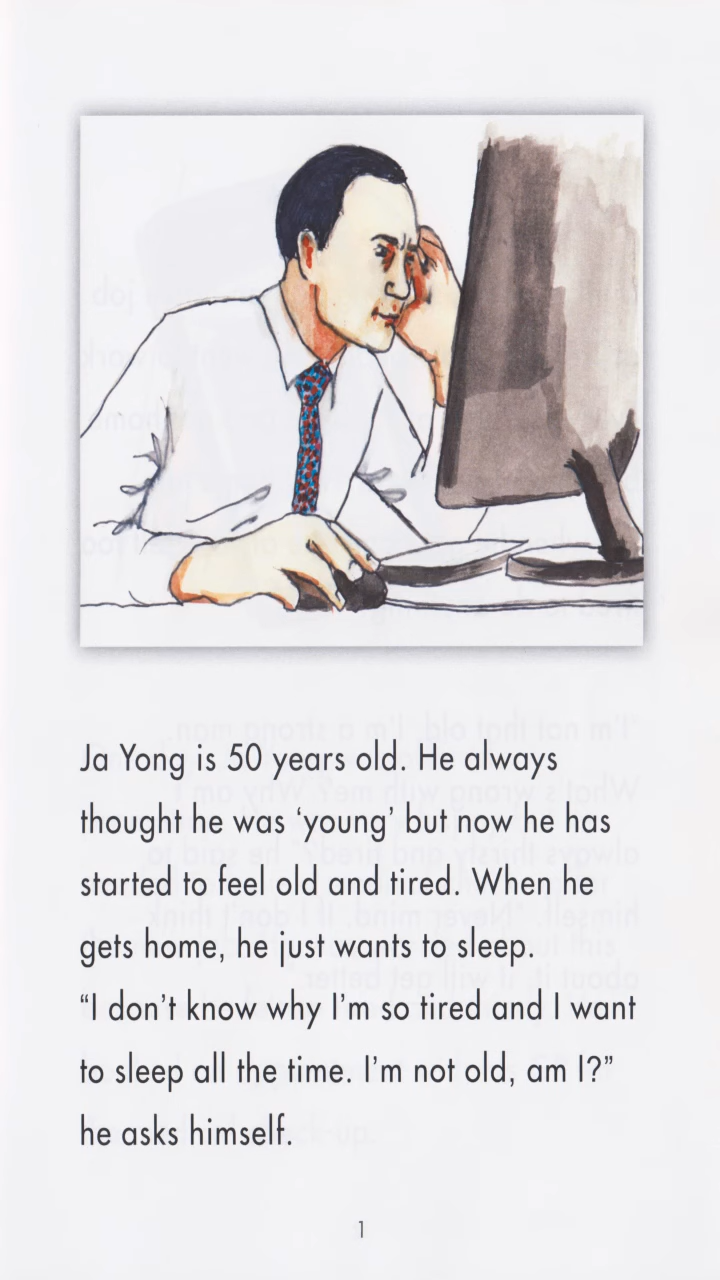 Ja Yong is 50 years old. He always
thought he was ‘young’ but now he has
started to feel old and tired. When he
gets home, he just wants to sleep.
“I don’t know why I’m so tired and I want
to sleep all the time. I’m not old, am I?”
he asks himself.
1